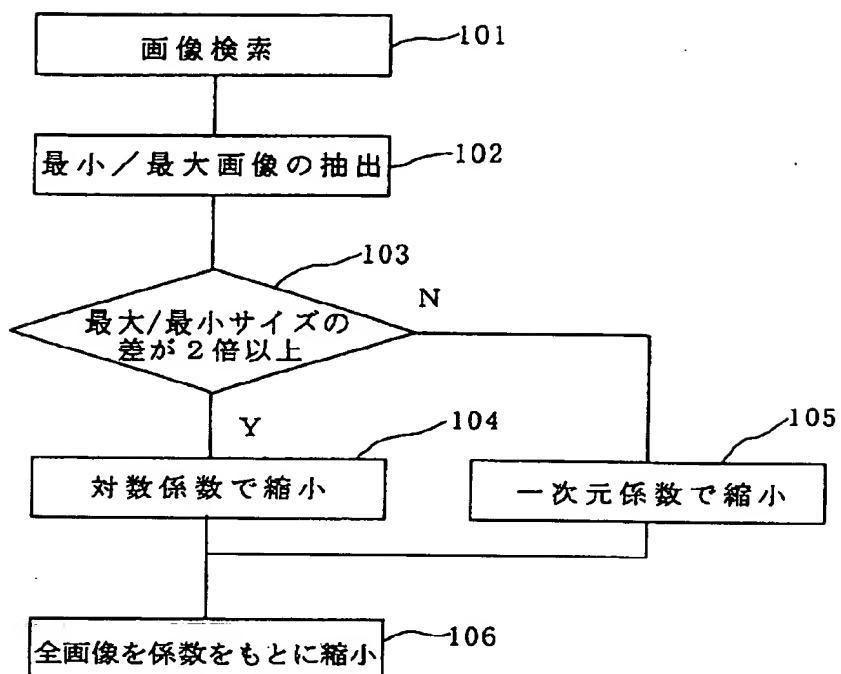 画像検索
101
最小／最大画像の抽出
102
103
最大/最小サイズの
差が２倍以上
N
Y
104
対数係数で縮小
105
一次元係数で縮小
全画像を係数をもとに縮小
106